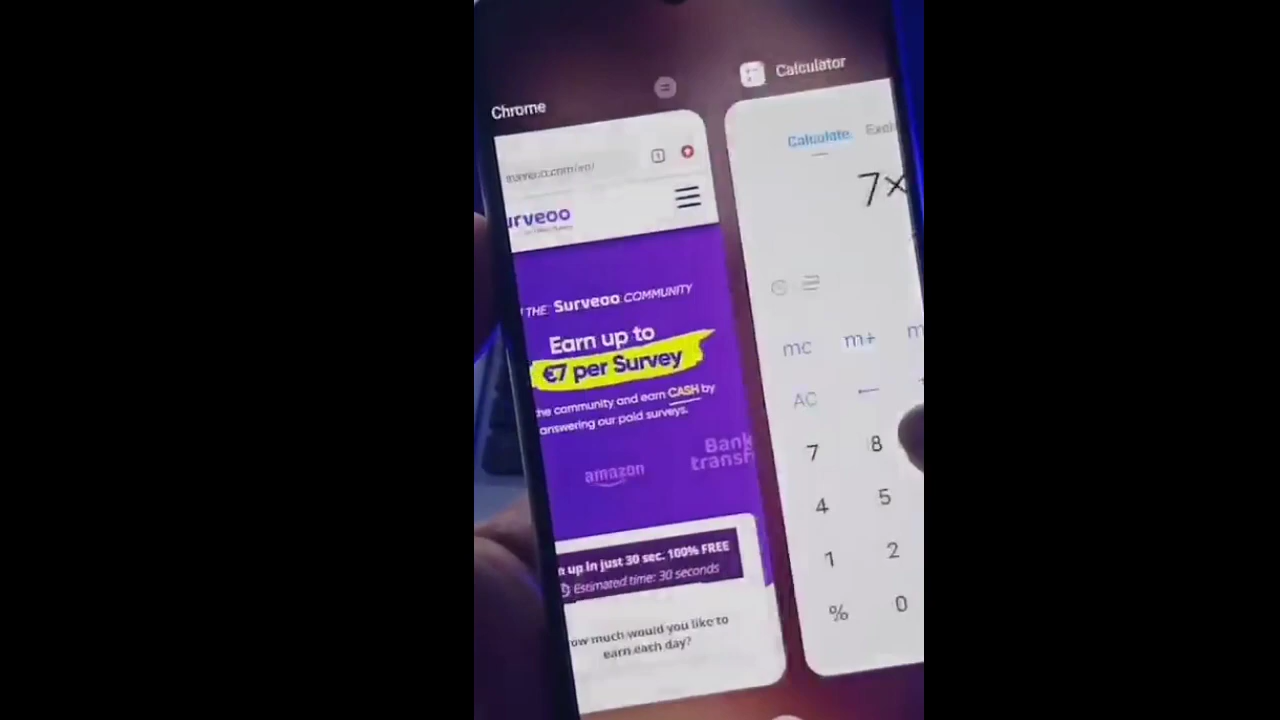 Chrome
urveoo
THE Surveoo COMMUNITY
Earn up to
€7 per Survey
he community and earn CASH by
answering our paid surveys.
amazon
Bank
transf
up in just 30 sec. 100% FREE
Estimated time: 30 seconds
ow much would you like to
earn each day?
Calculator
Calculate
7×
mc m+ m
AC ←
7 8
4 5
1 2
% 0